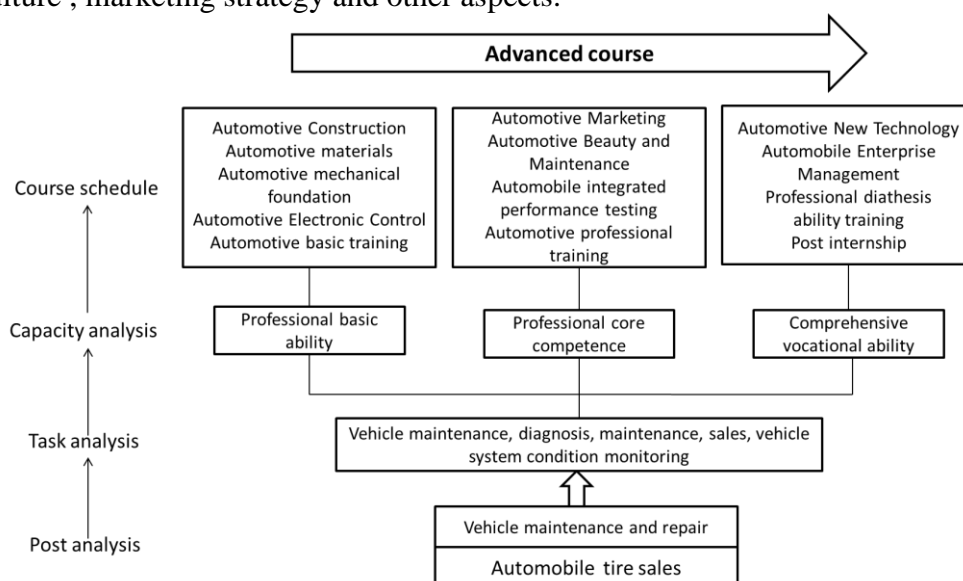 ulture , marketing strategy and other aspects.
Advanced course
Course schedule
Automotive Construction
Automotive materials
Automotive mechanical
foundation
Automotive Electronic Control
Automotive basic training
Automotive Marketing
Automotive Beauty and
Maintenance
Automobile integrated
performance testing
Automotive professional
training
Automotive New Technology
Automobile Enterprise
Management
Professional diathesis
ability training
Post internship
Capacity analysis
Professional basic
ability
Professional core
competence
Comprehensive
vocational ability
Task analysis
Vehicle maintenance, diagnosis, maintenance, sales, vehicle
system condition monitoring
Post analysis
Vehicle maintenance and repair
Automobile tire sales